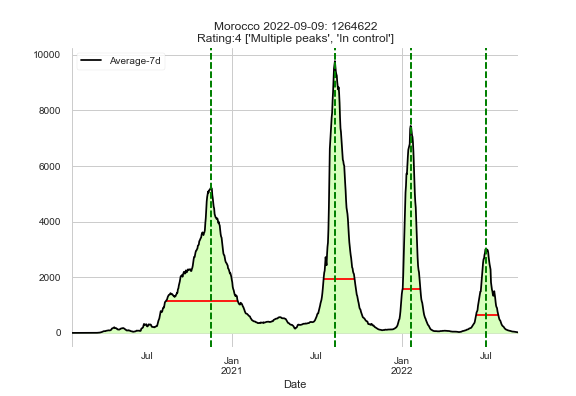 Morocco 2022-09-09: 1264622
Rating:4 ['Multiple peaks', 'In control']
Average-7d
10000
8000
6000
4000
2000
0
Jul
Jan
2021
Jul
Jan
2022
Jul
Date